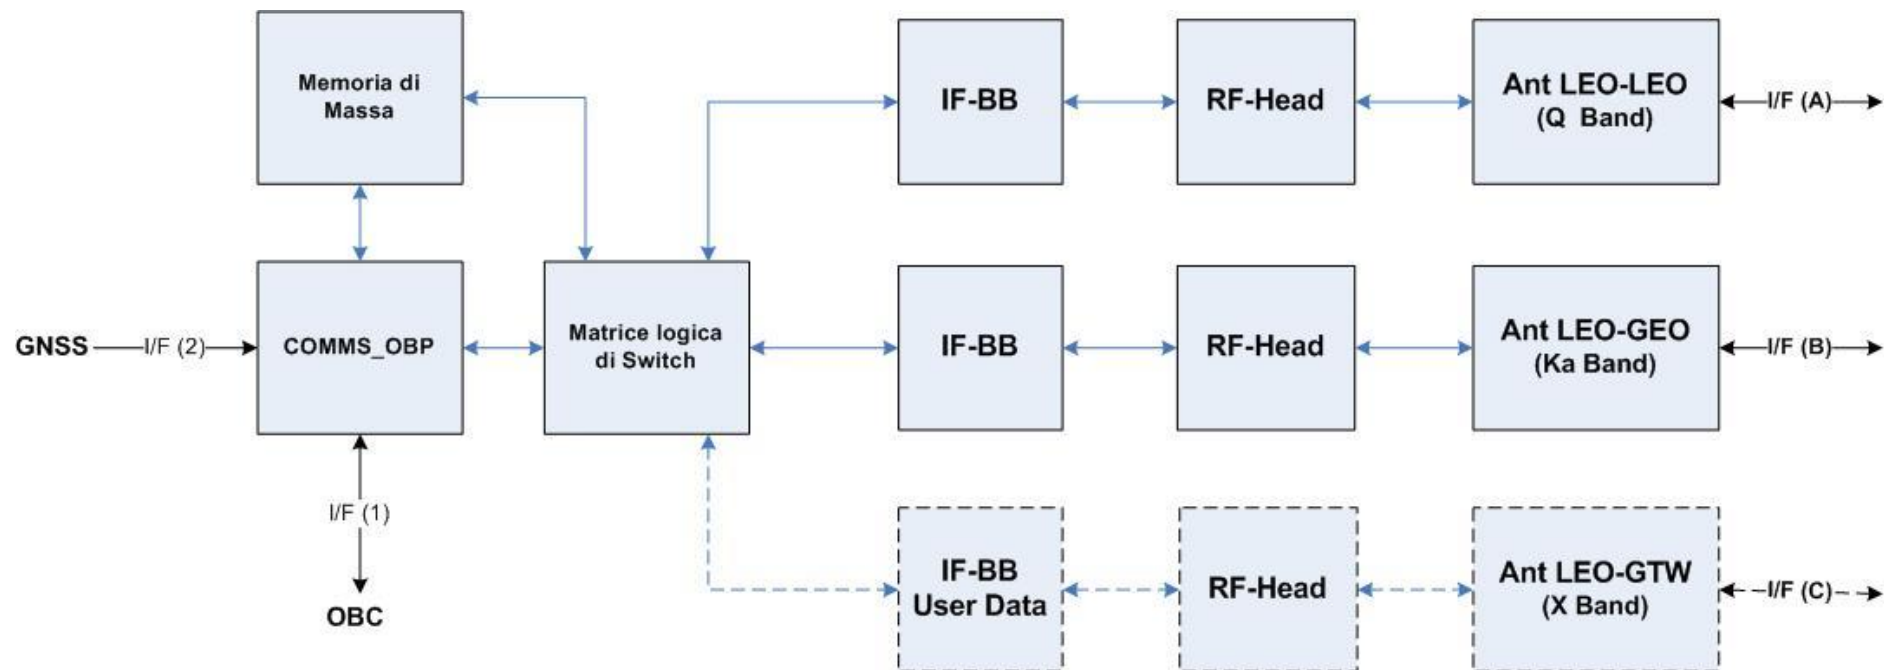 Memoria di
Massa
IF-BB
RF-Head
Ant LEO-LEO
(Q Band)
I/F (A)
GNSS
I/F (2)
COMMS_OBP
Matrice logica
di Switch
IF-BB
RF-Head
Ant LEO-GEO
(Ka Band)
I/F (B)
I/F (1)
OBC
IF-BB
User Data
RF-Head
Ant LEO-GTW
(X Band)
I/F (C)